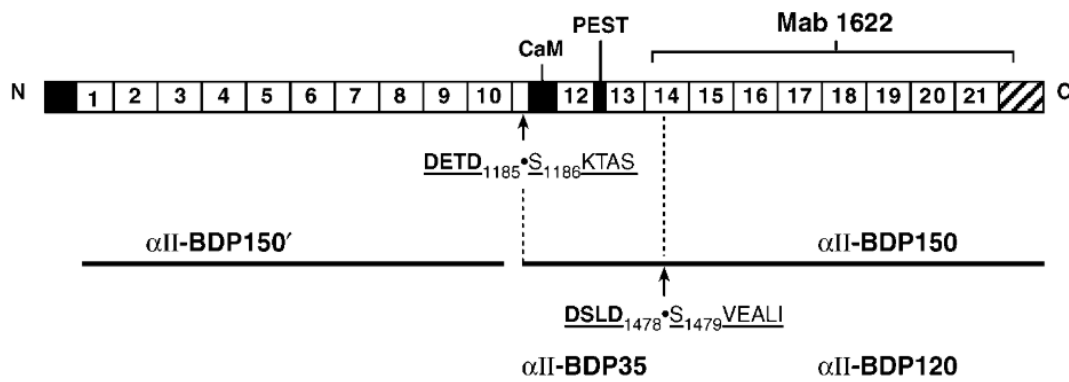 PEST
Mab 1622
CaM
N 1 2 3 4 5 6 7 8 9 10 12 13 14 15 16 17 18 19 20 21 C
DETD1185•S1186KTAS
αII-BDP150′ αII-BDP150
DSLD1478•S1479VEALI
αII-BDP35 αII-BDP120